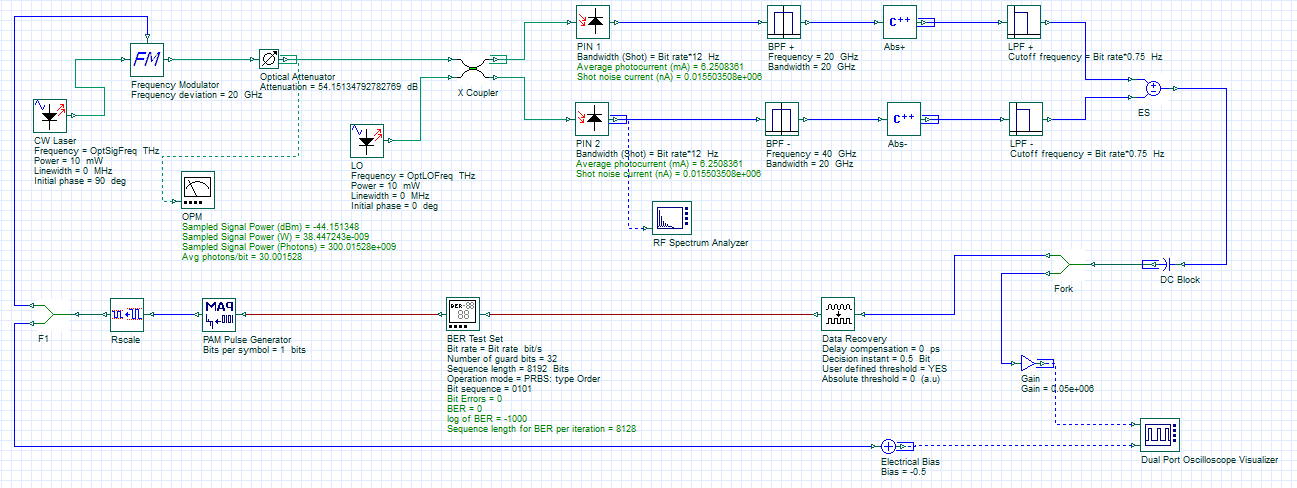 FM
Frequency Modulator
Frequency deviation = 20 GHz
Optical Attenuator
Attenuation = 54.15134792782769 dB
X Coupler
PIN 1
Bandwidth (Shot) = Bit rate*12 Hz
Average photocurrent (mA) = 6.2508361
Shot noise current (nA) = 0.015503508e+006
BPF +
Frequency = 20 GHz
Bandwidth = 20 GHz
C++
Abs+
LPF +
Cutoff frequency = Bit rate*0.75 Hz
ES
CW Laser
Frequency = OptSigFreq THz
Power = 10 mW
Linewidth = 0 MHz
Initial phase = 90 deg
LO
Frequency = OptLOFreq THz
Power = 10 mW
Linewidth = 0 MHz
Initial phase = 0 deg
PIN 2
Bandwidth (Shot) = Bit rate*12 Hz
Average photocurrent (mA) = 6.2508361
Shot noise current (nA) = 0.015503508e+006
BPF -
Frequency = 40 GHz
Bandwidth = 20 GHz
C++
Abs-
LPF -
Cutoff frequency = Bit rate*0.75 Hz
OPM
Sampled Signal Power (dBm) = -44.151348
Sampled Signal Power (W) = 38.447243e-009
Sampled Signal Power (Photons) = 300.01528e+009
Avg photons/bit = 30.001528
RF Spectrum Analyzer
DC Block
Fork
F1
Rscale
MAP
PAM Pulse Generator
Bits per symbol = 1 bits
BER-88
88
BER Test Set
Bit rate = Bit rate bit/s
Number of guard bits = 32
Sequence length = 8192 Bits
Operation mode = PRBS: type Order
Bit sequence = 0101
Bit Errors = 0
BER = 0
log of BER = -1000
Sequence length for BER per iteration = 8128
Data Recovery
Delay compensation = 0 ps
Decision instant = 0.5 Bit
User defined threshold = YES
Absolute threshold = 0 (a.u)
Gain
Gain = 0.05e+006
Electrical Bias
Bias = -0.5
Dual Port Oscilloscope Visualizer